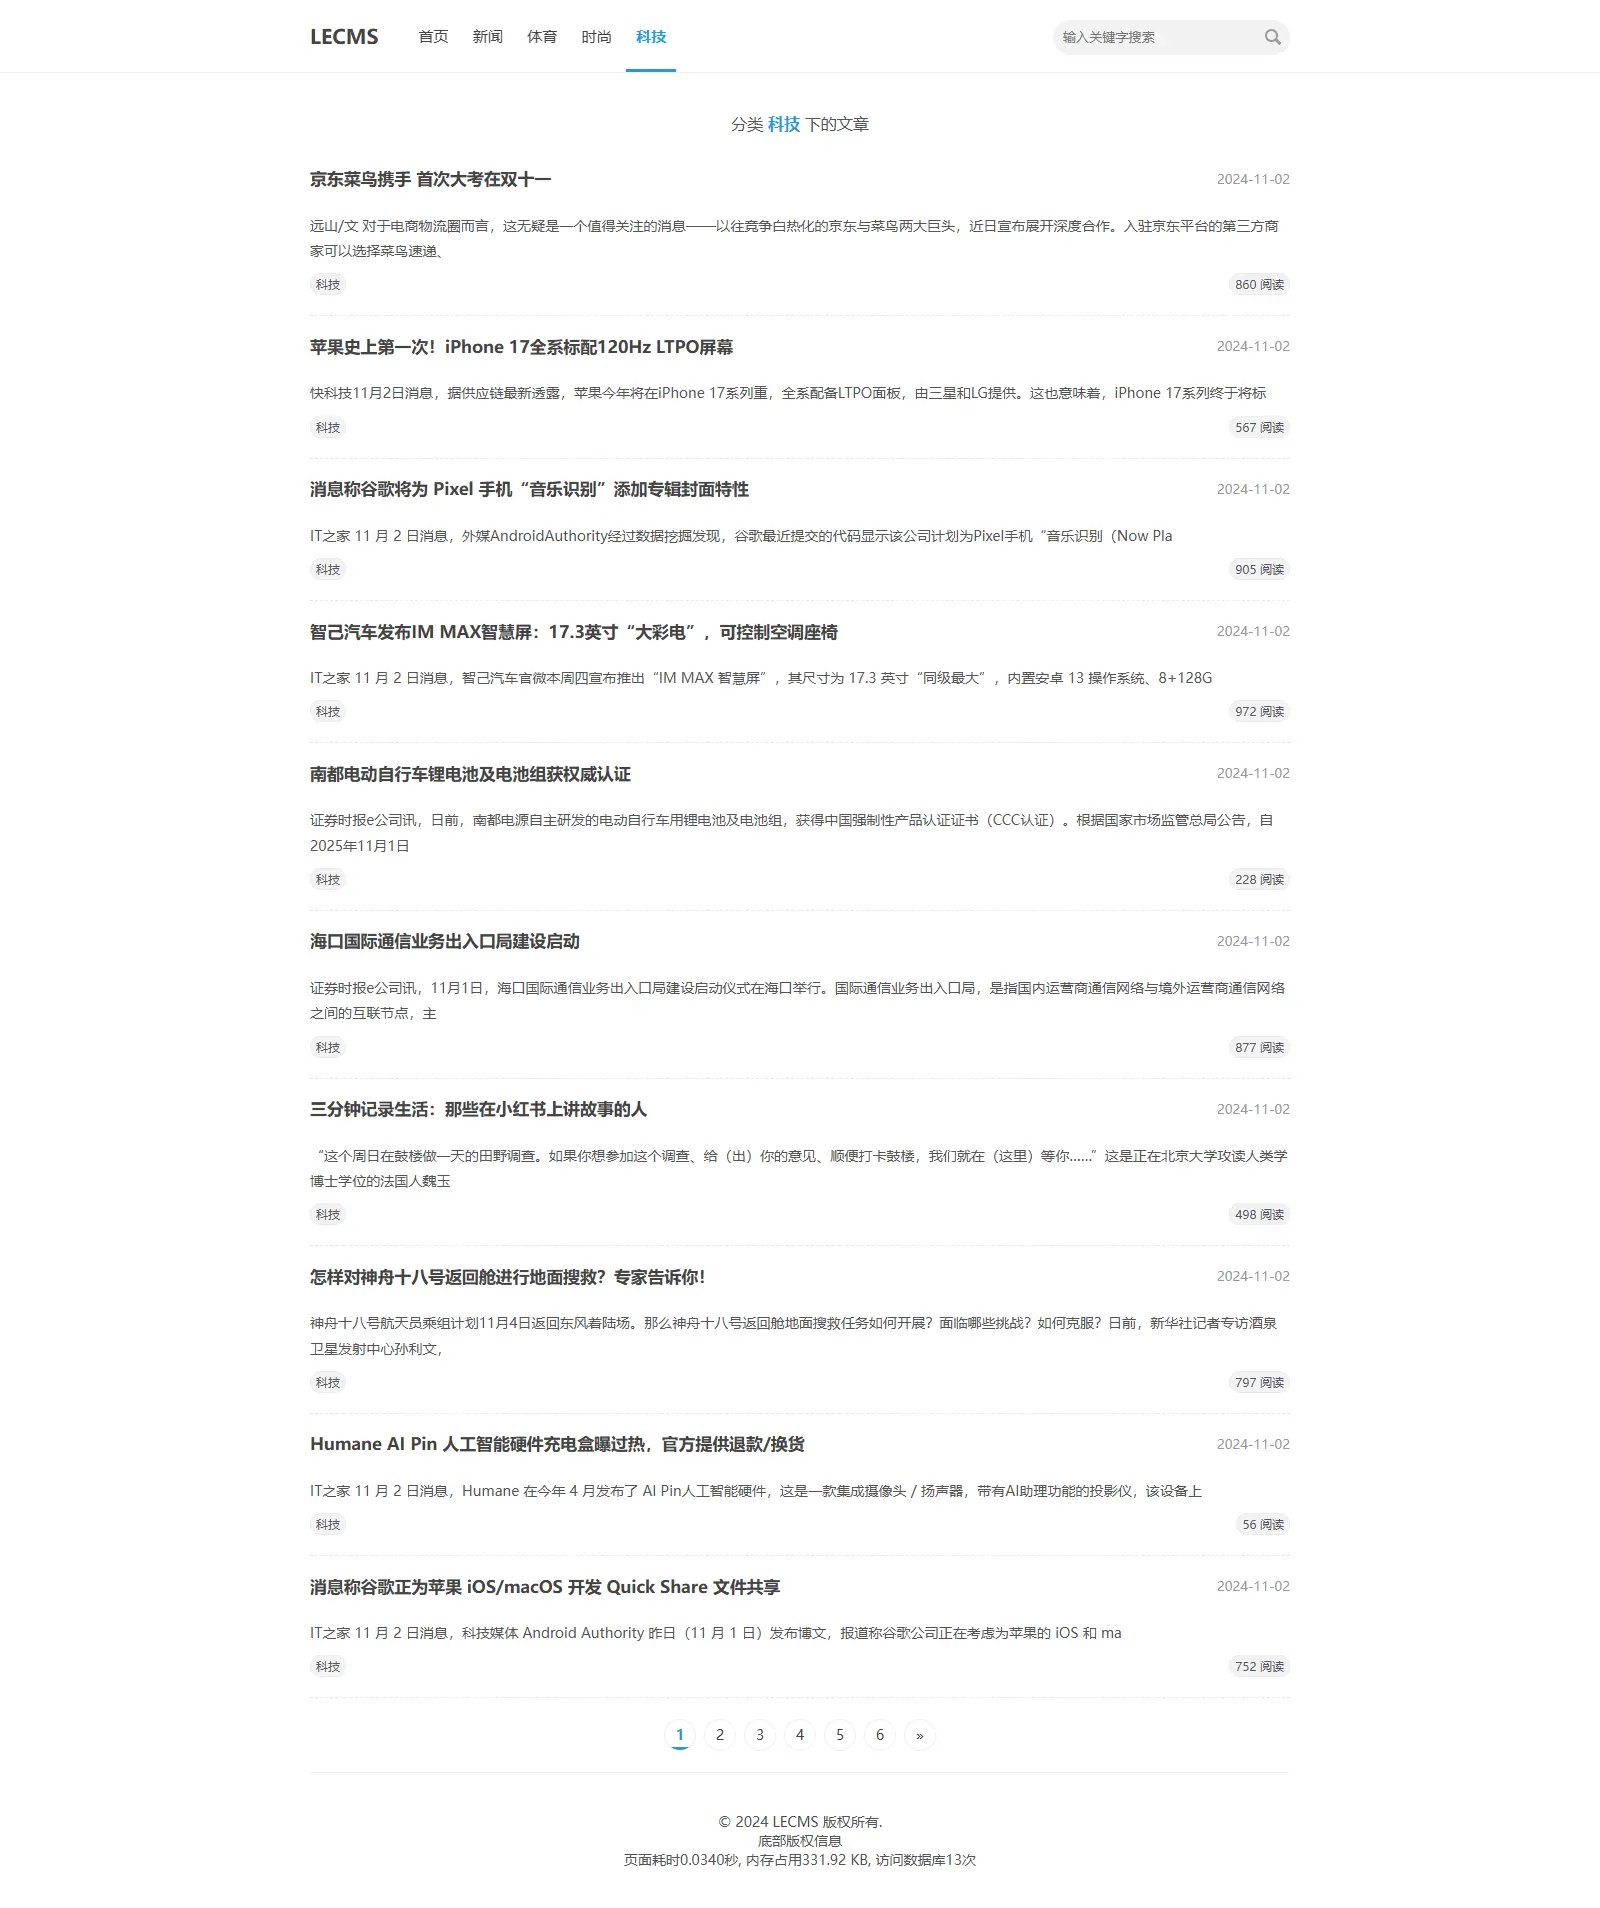 LECMS 首页 新闻 体育 时尚 科技 输入关键字搜索
分类 科技 下的文章
京东菜鸟携手 首次大考在双十一 2024-11-02
远山/文 对于电商物流圈而言，这无疑是一个值得关注的消息——以往竞争白热化的京东与菜鸟两大巨头，近日宣布展开深度合作。入驻京东平台的第三方商
家可以选择菜鸟速递、
科技 860 阅读
苹果史上第一次！iPhone 17全系标配120Hz LTPO屏幕 2024-11-02
快科技11月2日消息，据供应链最新透露，苹果今年将在iPhone 17系列重，全系配备LTPO面板，由三星和LG提供。这也意味着，iPhone 17系列终于将标
科技 567 阅读
消息称谷歌将为 Pixel 手机“音乐识别”添加专辑封面特性 2024-11-02
IT之家 11 月 2 日消息，外媒AndroidAuthority经过数据挖掘发现，谷歌最近提交的代码显示该公司计划为Pixel手机“音乐识别（Now Pla
科技 905 阅读
智己汽车发布IM MAX智慧屏：17.3英寸“大彩电”，可控制空调座椅 2024-11-02
IT之家 11 月 2 日消息，智己汽车官微本周四宣布推出“IM MAX 智慧屏”，其尺寸为 17.3 英寸“同级最大”，内置安卓 13 操作系统、8+128G
科技 972 阅读
南都电动自行车锂电池及电池组获权威认证 2024-11-02
证券时报e公司讯，日前，南都电源自主研发的电动自行车用锂电池及电池组，获得中国强制性产品认证证书（CCC认证）。根据国家市场监管总局公告，自
2025年11月1日
科技 228 阅读
海口国际通信业务出入口局建设启动 2024-11-02
证券时报e公司讯，11月1日，海口国际通信业务出入口局建设启动仪式在海口举行。国际通信业务出入口局，是指国内运营商通信网络与境外运营商通信网络
之间的互联节点，主
科技 877 阅读
三分钟记录生活：那些在小红书上讲故事的人 2024-11-02
“这个周日在鼓楼做一天的田野调查。如果你想参加这个调查、给（出）你的意见、顺便打卡鼓楼，我们就在（这里）等你……”这是正在北京大学攻读人类学
博士学位的法国人魏玉
科技 498 阅读
怎样对神舟十八号返回舱进行地面搜救？专家告诉你！ 2024-11-02
神舟十八号航天员乘组计划11月4日返回东风着陆场。那么神舟十八号返回舱地面搜救任务如何开展？面临哪些挑战？如何克服？日前，新华社记者专访酒泉
卫星发射中心孙利文，
科技 797 阅读
Humane AI Pin 人工智能硬件充电盒曝过热，官方提供退款/换货 2024-11-02
IT之家 11 月 2 日消息，Humane 在今年 4 月发布了 AI Pin人工智能硬件，这是一款集成摄像头 / 扬声器，带有AI助理功能的投影仪，该设备上
科技 56 阅读
消息称谷歌正为苹果 iOS/macOS 开发 Quick Share 文件共享 2024-11-02
IT之家 11 月 2 日消息，科技媒体 Android Authority 昨日（11 月 1 日）发布博文，报道称谷歌公司正在考虑为苹果的 iOS 和 ma
科技 752 阅读
1 2 3 4 5 6 »
© 2024 LECMS 版权所有.
底部版权信息
页面耗时0.0340秒, 内存占用331.92 KB, 访问数据库13次